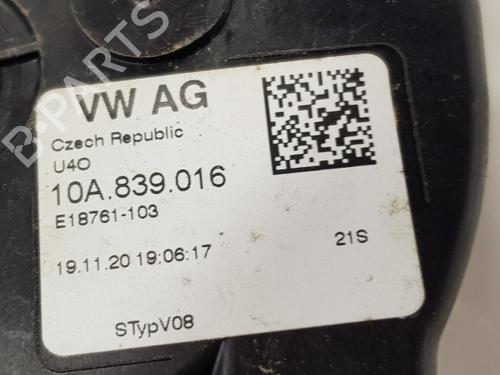 VW AG
Czech Republic
U4O
10A.839.016
E18761-103
19.11.20 19:06:17
21S
STypV08
B-PARTS